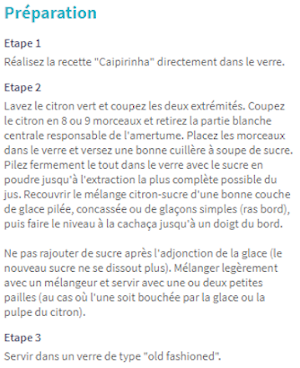 Préparation
Etape 1
Réalisez la recette "Caipirinha" directement dans le verre.
Etape 2
Lavez le citron vert et coupez les deux extrémités. Coupez
le citron en 8 ou 9 morceaux et retirez la partie blanche
centrale responsable de l'amertume. Placez les morceaux
dans le verre et versez une bonne cuillère à soupe de sucre.
Pilez fermement le tout dans le verre avec le sucre en
poudre jusqu'à l'extraction la plus complète possible du
jus. Recouvrir le mélange citron-sucre d'une bonne couche
de glace pilée, concassée ou de glaçons simples (ras bord),
puis faire le niveau à la cachaça jusqu'à un doigt du bord.
Ne pas rajouter de sucre après l'adjonction de la glace (le
nouveau sucre ne se dissout plus). Mélanger legèrement
avec un mélangeur et servir avec une ou deux petites
pailles (au cas où l'une soit bouchée par la glace ou la
pulpe du citron).
Etape 3
Servir dans un verre de type "old fashioned".